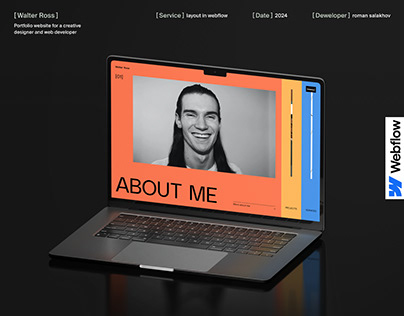 [ Walter Ross ]
Portfolio website for a creative
designer and web developer
[ Service ] layout in webflow
[ Date ] 2024
[ Deweloper ] roman salakhov
ABOUT ME
Webflow